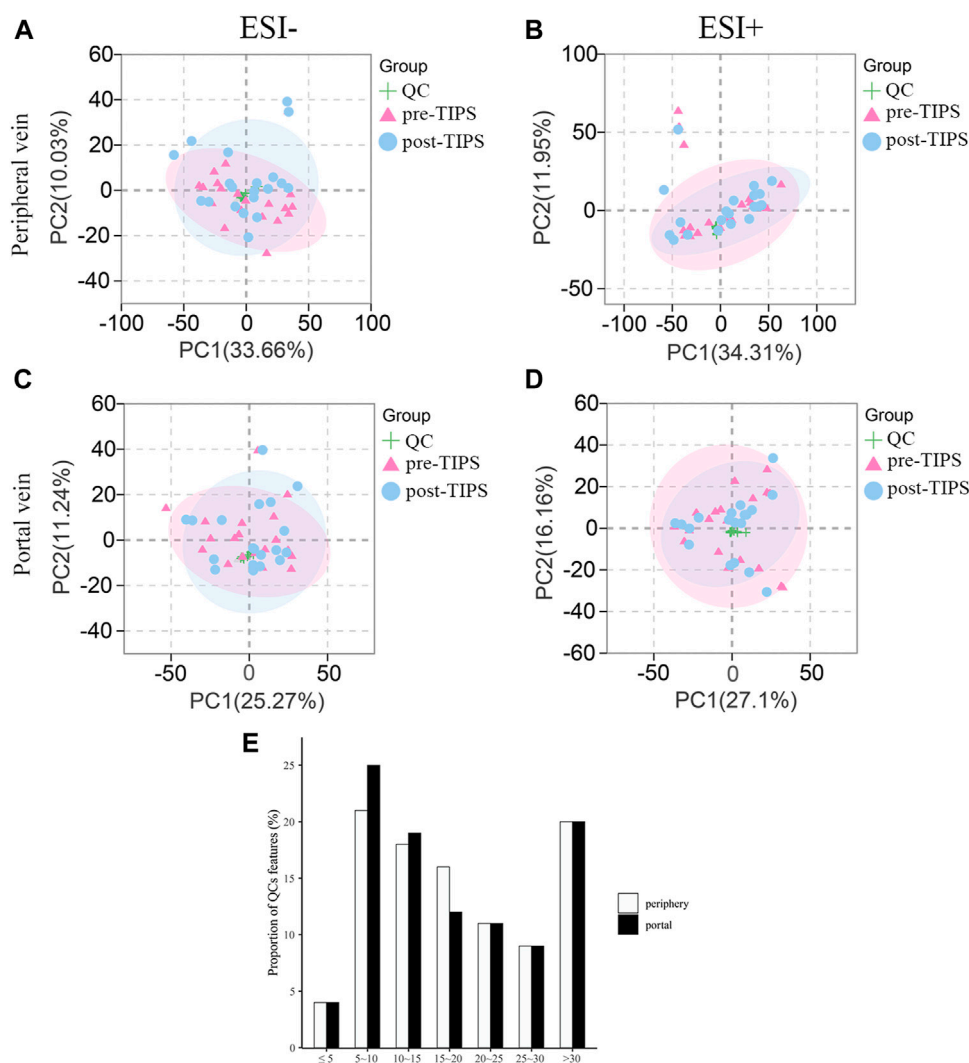 ESI-
ESI+
A
Peripheral vein
PC2(10.03%)
60
40
20
0
-20
-40
-100
-50
0
50
100
PC1(33.66%)
Group
QC
pre-TIPS
post-TIPS
B
PC2(11.95%)
100
50
0
-50
-100
-50
0
50
100
PC1(34.31%)
Group
QC
pre-TIPS
post-TIPS
C
Portal vein
PC2(11.24%)
60
40
20
0
-20
-40
-50
0
50
PC1(25.27%)
Group
QC
pre-TIPS
post-TIPS
D
PC2(16.16%)
60
40
20
0
-20
-40
-60
-50
0
50
PC1(27.1%)
Group
QC
pre-TIPS
post-TIPS
E
Proportion of QCs features (%)
25
20
15
10
5
0
≤ 5
5~10
10~15
15~20
20~25
25~30
>30
periphery
portal